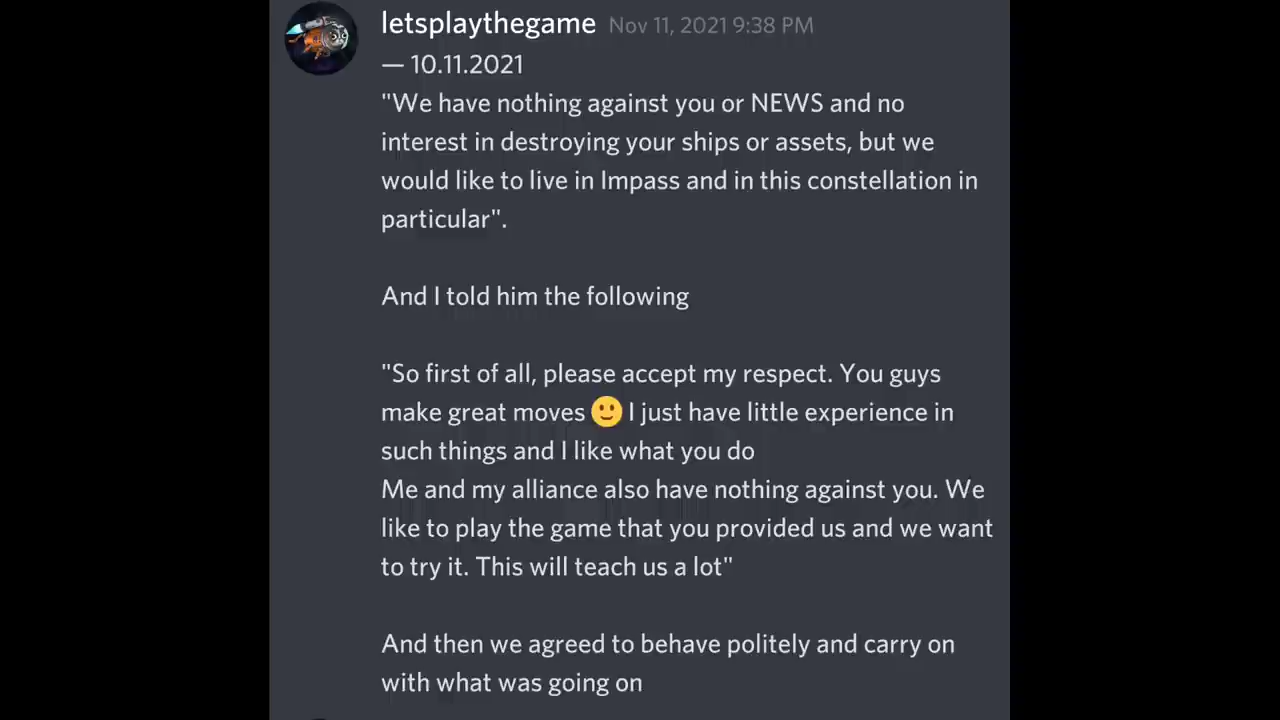 letsplaythegame Nov 11, 2021 9:38 PM
— 10.11.2021
"We have nothing against you or NEWS and no
interest in destroying your ships or assets, but we
would like to live in Impass and in this constellation in
particular".
And I told him the following
"So first of all, please accept my respect. You guys
make great moves 🙂 I just have little experience in
such things and I like what you do
Me and my alliance also have nothing against you. We
like to play the game that you provided us and we want
to try it. This will teach us a lot"
And then we agreed to behave politely and carry on
with what was going on